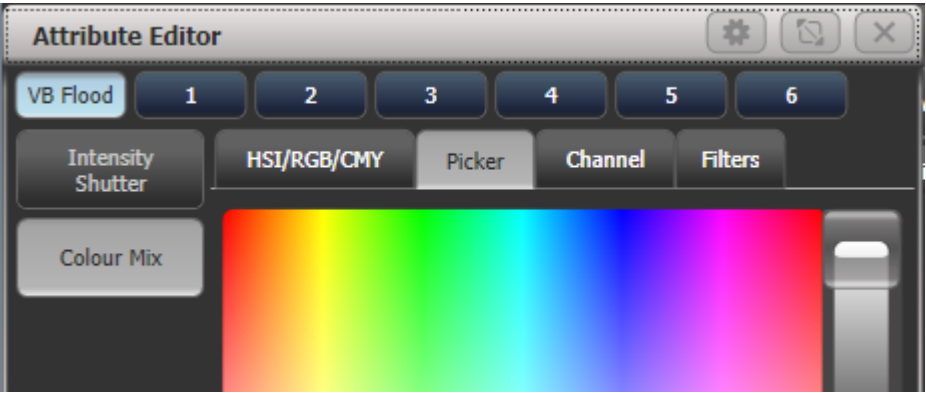 Attribute Editor
VB Flood 1 2 3 4 5 6
Intensity
Shutter
HSI/RGB/CMY Picker Channel Filters
Colour Mix